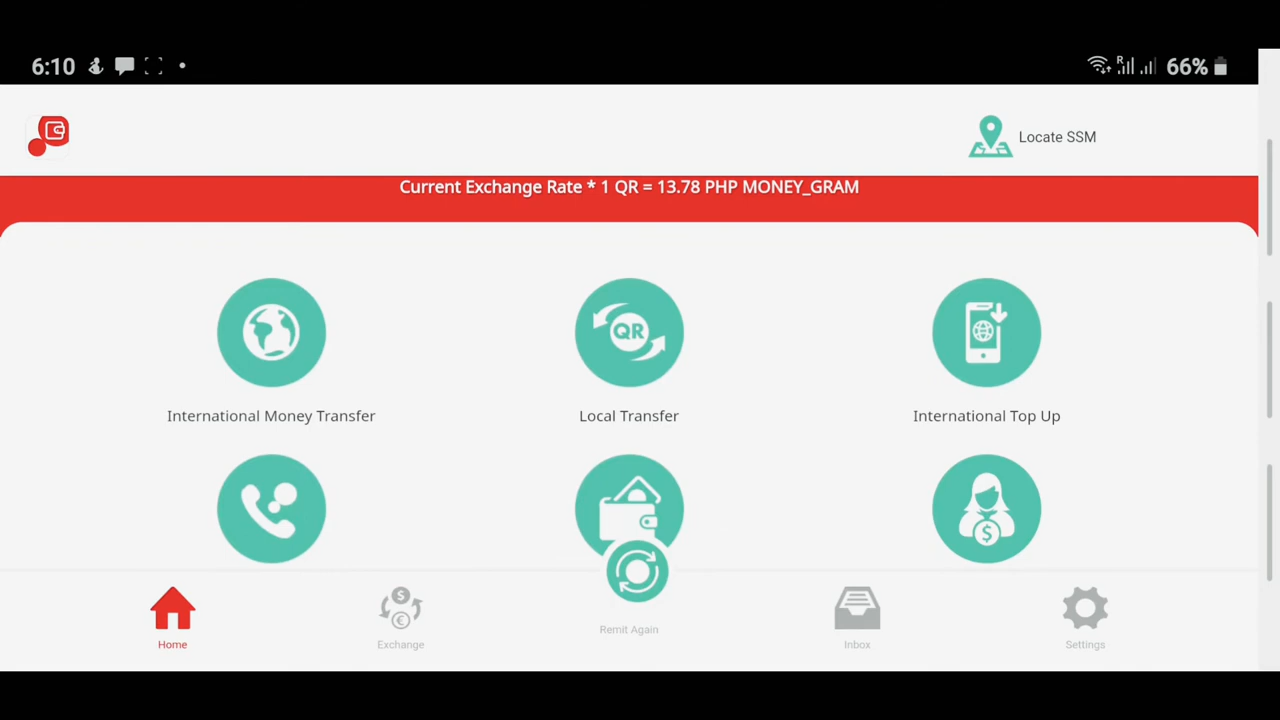 6:10
R
66%
Locate SSM
Current Exchange Rate * 1 QR = 13.78 PHP MONEY_GRAM
QR
International Money Transfer
Local Transfer
International Top Up
$
$
€
Home
Exchange
Remit Again
Inbox
Settings